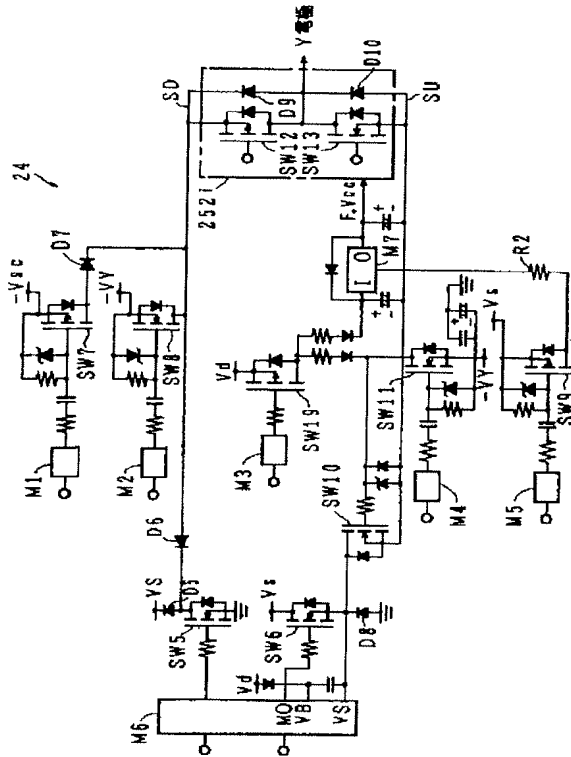 24
M1
M2
-Vsc
-VY
SW7
SW8
D7
D6
VS
D5
SW5
SD
2521
SW12
SW13
D9
D10
Y電極
SU
F.Vcc
M6
Vd
MO
VB
VS
Vs
SW6
D8
M3
Vd
SW19
SW10
I O
M7
M4
SW11
-VY
Vs
R2
M5
SW9